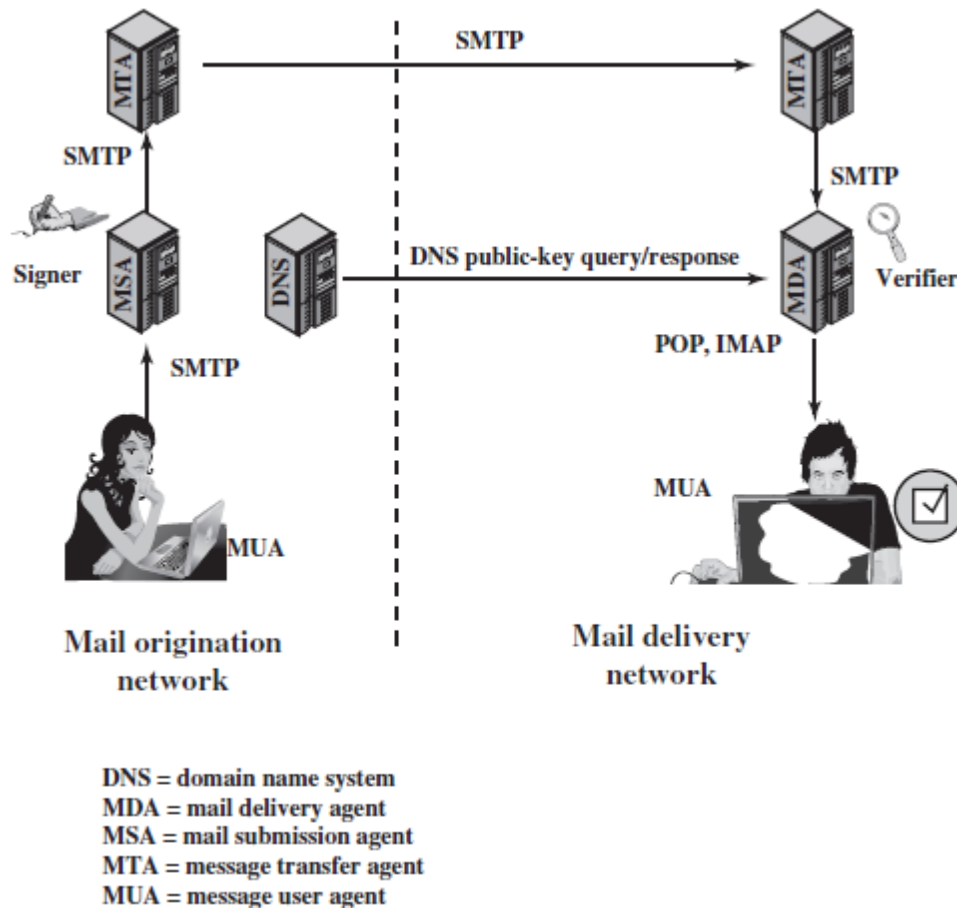 MTA
SMTP
MTA
SMTP
SMTP
Signer
MSA
DNS
DNS public-key query/response
MDA
Verifier
SMTP
POP, IMAP
MUA
MUA
Mail origination
network
Mail delivery
network
DNS = domain name system
MDA = mail delivery agent
MSA = mail submission agent
MTA = message transfer agent
MUA = message user agent